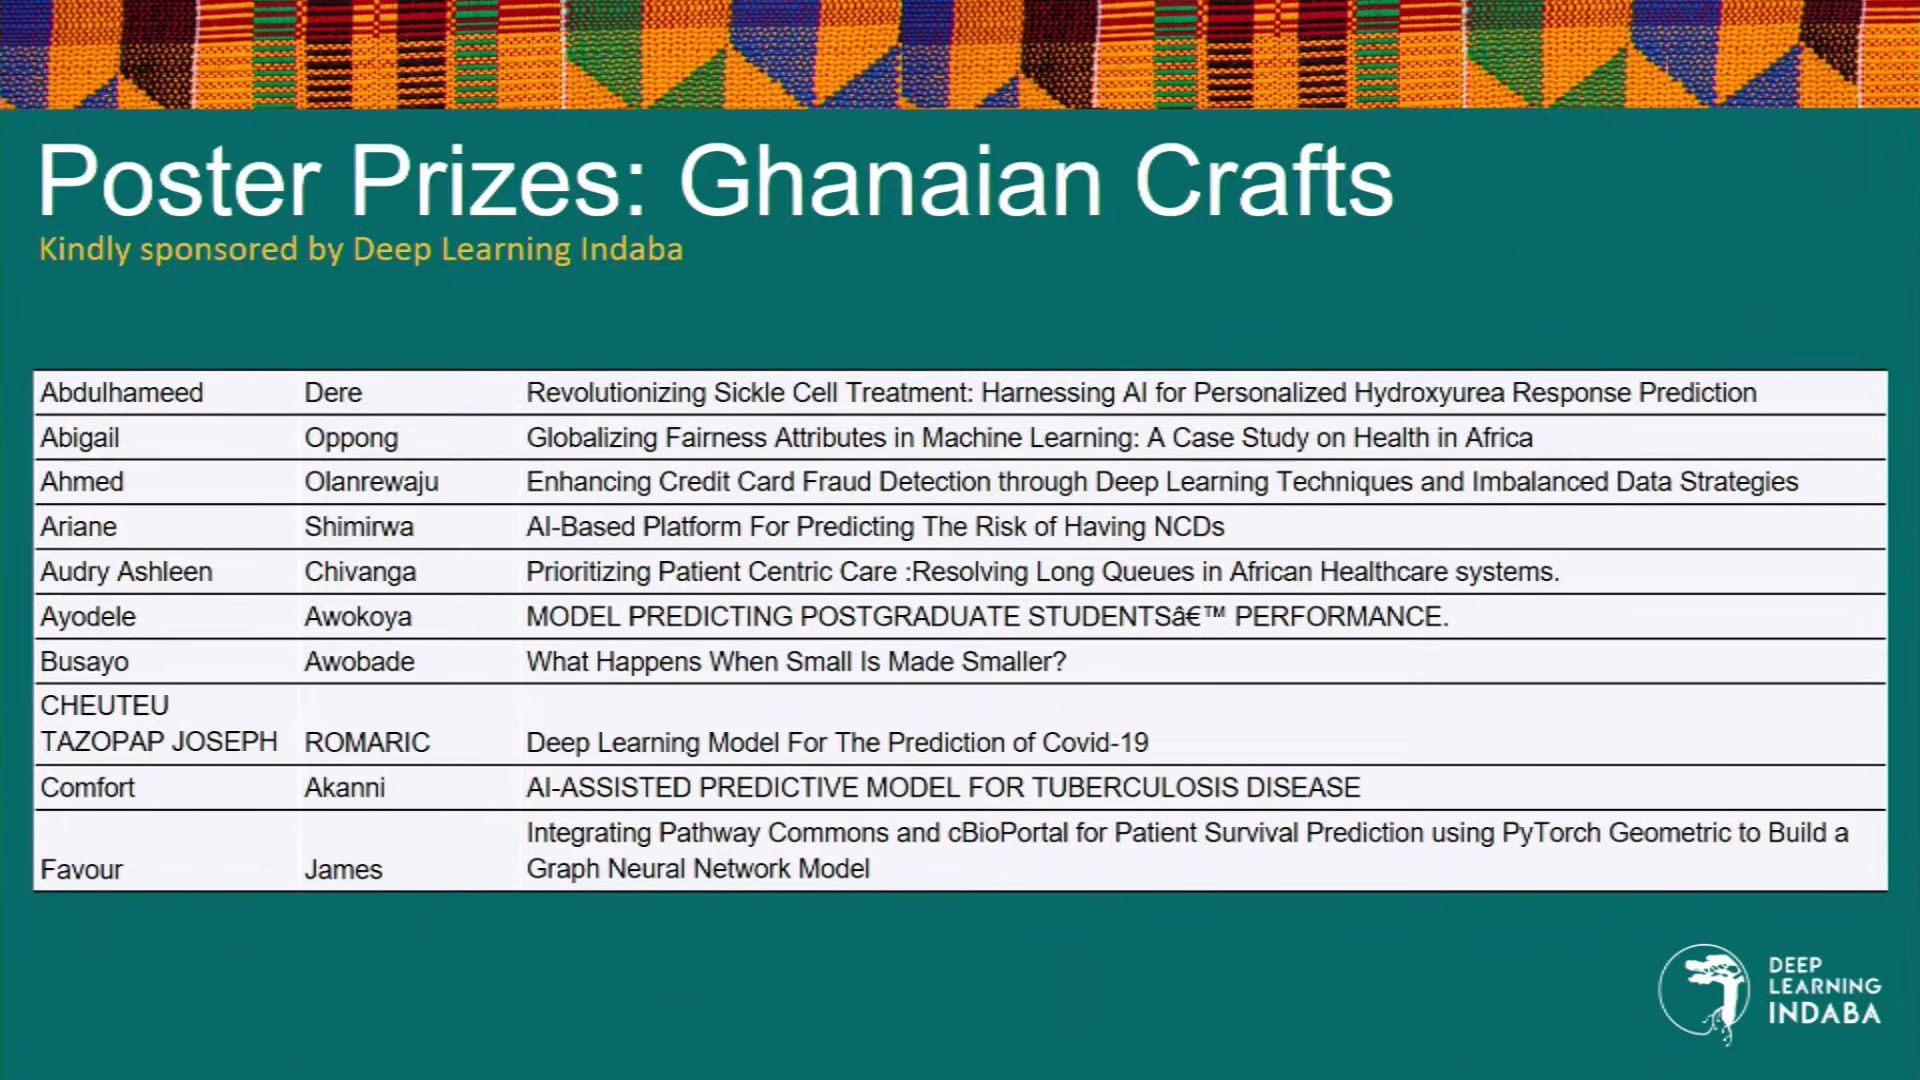 Poster Prizes: Ghanaian Crafts
Kindly sponsored by Deep Learning Indaba
Abdulhameed Dere Revolutionizing Sickle Cell Treatment: Harnessing AI for Personalized Hydroxyurea Response Prediction
Abigail Oppong Globalizing Fairness Attributes in Machine Learning: A Case Study on Health in Africa
Ahmed Olanrewaju Enhancing Credit Card Fraud Detection through Deep Learning Techniques and Imbalanced Data Strategies
Ariane Shimirwa AI-Based Platform For Predicting The Risk of Having NCDs
Audry Ashleen Chivanga Prioritizing Patient Centric Care :Resolving Long Queues in African Healthcare systems.
Ayodele Awokoya MODEL PREDICTING POSTGRADUATE STUDENTSâ€™ PERFORMANCE.
Busayo Awobade What Happens When Small Is Made Smaller?
CHEUTEU
TAZOPAP JOSEPH ROMARIC Deep Learning Model For The Prediction of Covid-19
Comfort Akanni AI-ASSISTED PREDICTIVE MODEL FOR TUBERCULOSIS DISEASE
Integrating Pathway Commons and cBioPortal for Patient Survival Prediction using PyTorch Geometric to Build a
Favour James Graph Neural Network Model
DEEP
LEARNING
INDABA